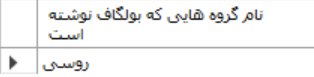 نام گروه هایی که بولگاف نوشته
است
روسی